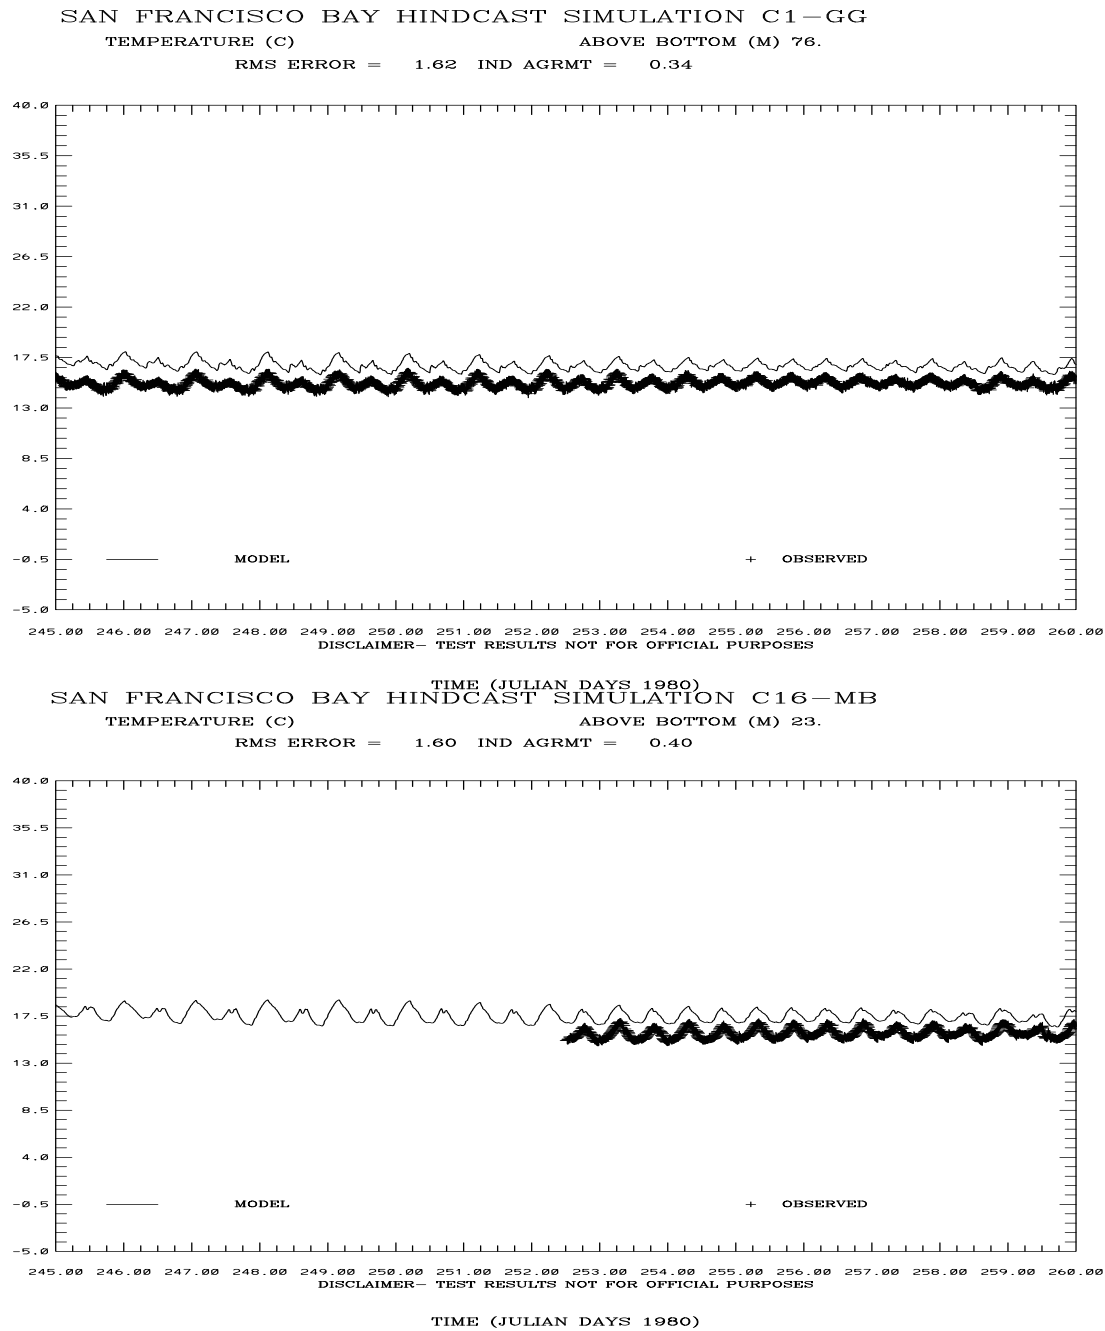 SAN FRANCISCO BAY HINDCAST SIMULATION C1-GG
TEMPERATURE (C) ABOVE BOTTOM (M) 76.
RMS ERROR = 1.62 IND AGRMT = 0.34
40.0
35.5
31.0
26.5
22.0
17.5
13.0
8.5
4.0
-0.5 MODEL + OBSERVED
-5.0
245.00 246.00 247.00 248.00 249.00 250.00 251.00 252.00 253.00 254.00 255.00 256.00 257.00 258.00 259.00 260.00
DISCLAIMER- TEST RESULTS NOT FOR OFFICIAL PURPOSES
TIME (JULIAN DAYS 1980)
SAN FRANCISCO BAY HINDCAST SIMULATION C16-MB
TEMPERATURE (C) ABOVE BOTTOM (M) 23.
RMS ERROR = 1.60 IND AGRMT = 0.40
40.0
35.5
31.0
26.5
22.0
17.5
13.0
8.5
4.0
-0.5 MODEL + OBSERVED
-5.0
245.00 246.00 247.00 248.00 249.00 250.00 251.00 252.00 253.00 254.00 255.00 256.00 257.00 258.00 259.00 260.00
DISCLAIMER- TEST RESULTS NOT FOR OFFICIAL PURPOSES
TIME (JULIAN DAYS 1980)